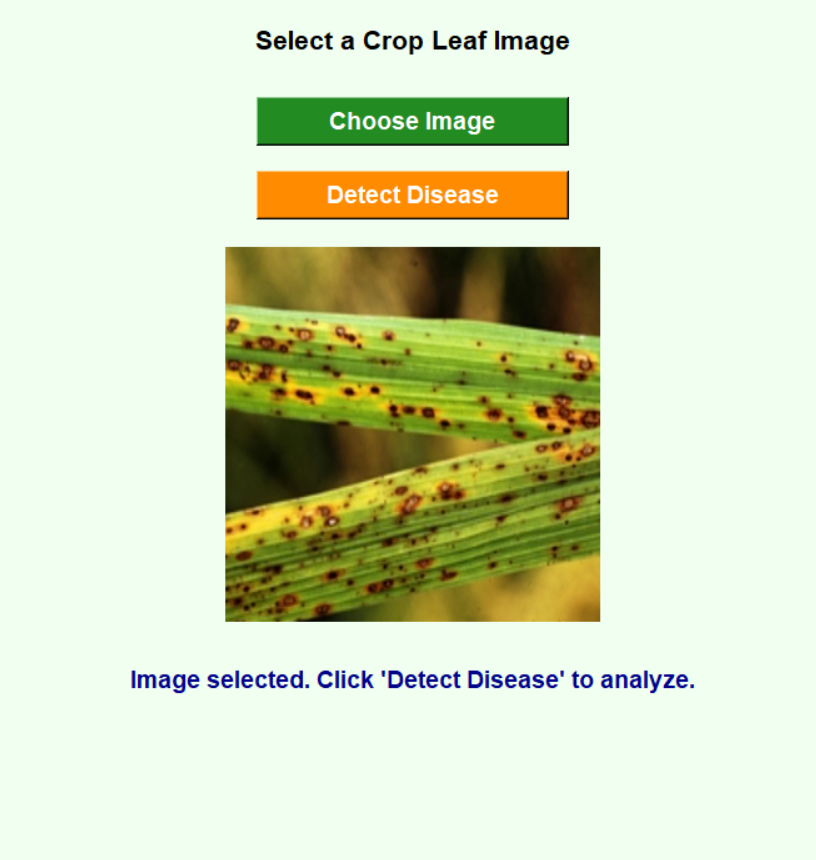 Select a Crop Leaf Image
Choose Image
Detect Disease
Image selected. Click 'Detect Disease' to analyze.